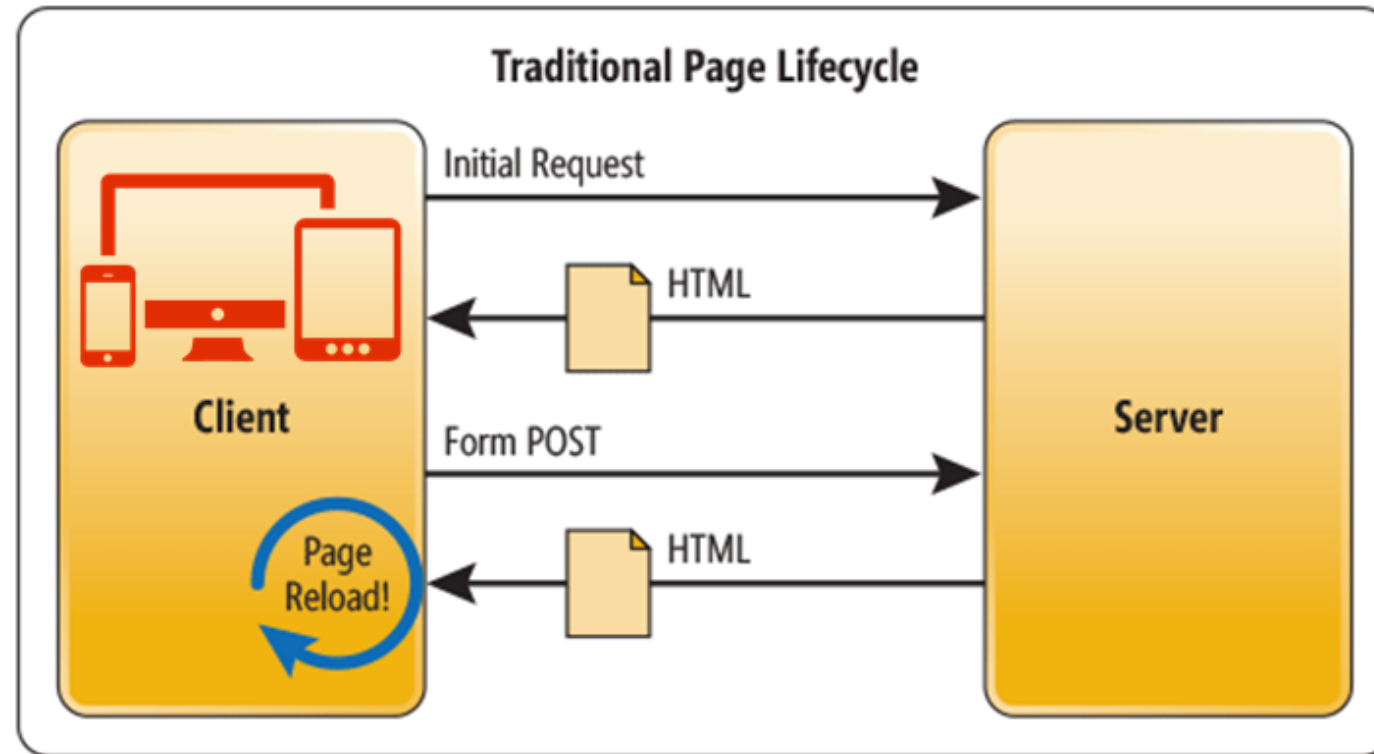 Traditional Page Lifecycle
Initial Request
HTML
Client
Server
Form POST
HTML
Page
Reload!